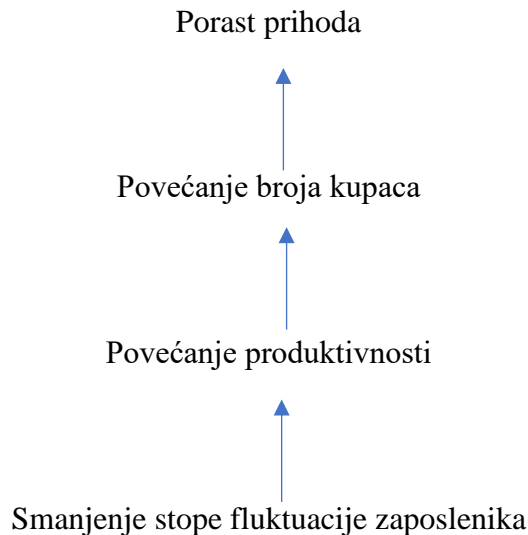 Porast prihoda
Povećanje broja kupaca
Povećanje produktivnosti
Smanjenje stope fluktuacije zaposlenika